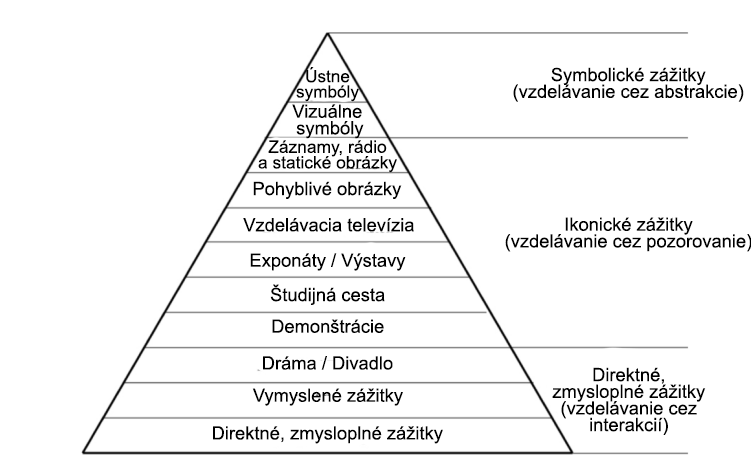 Ústne
symbóly
Vizuálne
symbóly
Záznamy, rádio
a statické obrázky
Pohyblivé obrázky
Vzdelávacia televízia
Exponáty / Výstavy
Študijná cesta
Demonštrácie
Dráma / Divadlo
Vymyslené zážitky
Direktné, zmysloplné zážitky
Symbolické zážitky
(vzdelávanie cez abstrakcie)
Ikonické zážitky
(vzdelávanie cez pozorovanie)
Direktné,
zmysloplné zážitky
(vzdelávanie cez
interakcií)